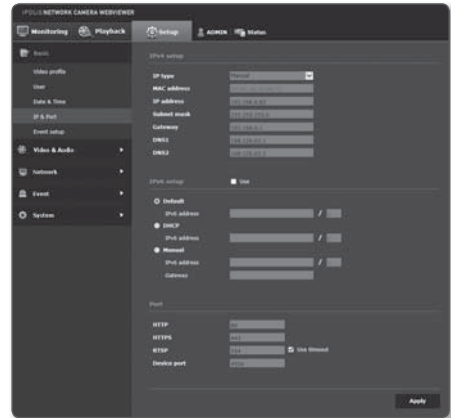 iPOLiS NETWORK CAMERA WEBVIEWER
Monitoring
Playback
Setup
ADMIN
Status
Basic
Video profile
User
Date & Time
IP & Port
Event setup
Video & Audio
Network
Event
System
IPv4 setup
IP type Manual
MAC address
IP address
Subnet mask
Gateway
DNS1
DNS2
IPv6 setup Use
Default
IPv6 address /
DHCP
IPv6 address /
Manual
IPv6 address /
Gateway
Port
HTTP
HTTPS
RTSP Use timeout
Device port
Apply